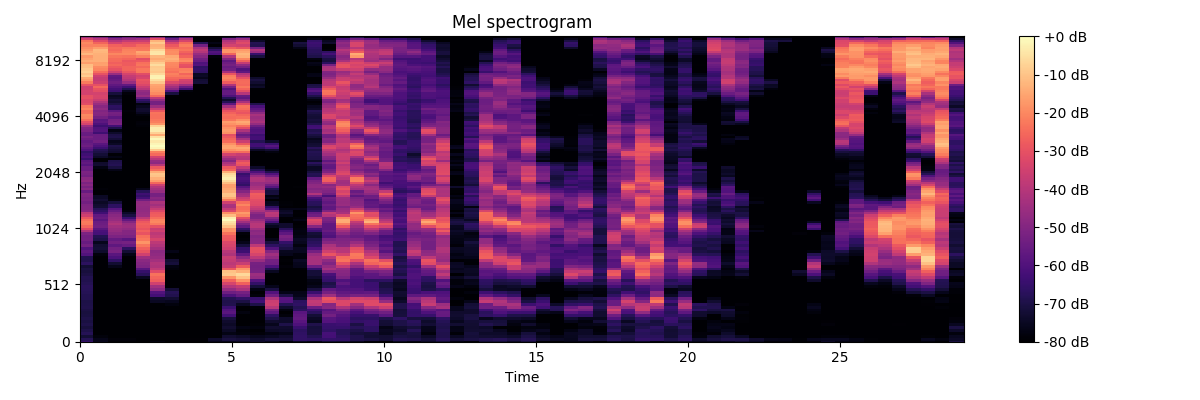 Mel spectrogram
Hz
8192
4096
2048
1024
512
0
0 5 10 15 20 25
Time
+0 dB
-10 dB
-20 dB
-30 dB
-40 dB
-50 dB
-60 dB
-70 dB
-80 dB